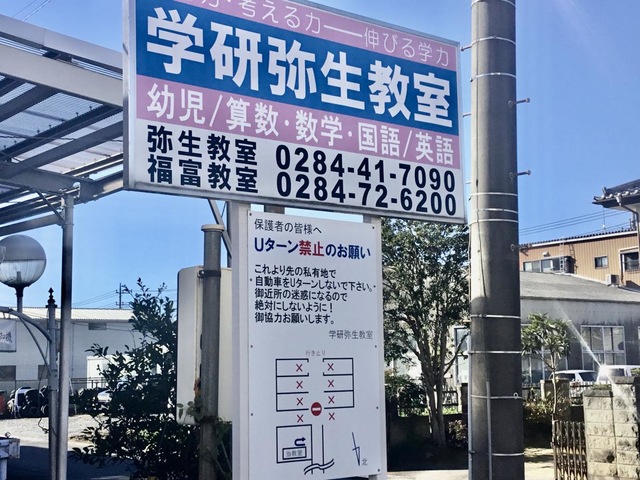 力・考える力――伸びる学力
学研弥生教室
幼児/算数・数学・国語/英語
弥生教室 0284-41-7090
福富教室 0284-72-6200
保護者の皆様へ
Uターン禁止のお願い
これより先の私有地で
自動車をUターンしないで下さい。
御近所の迷惑になるので
絶対にしないように！
御協力お願いします。
学研弥生教室
行き止り
当教室
北